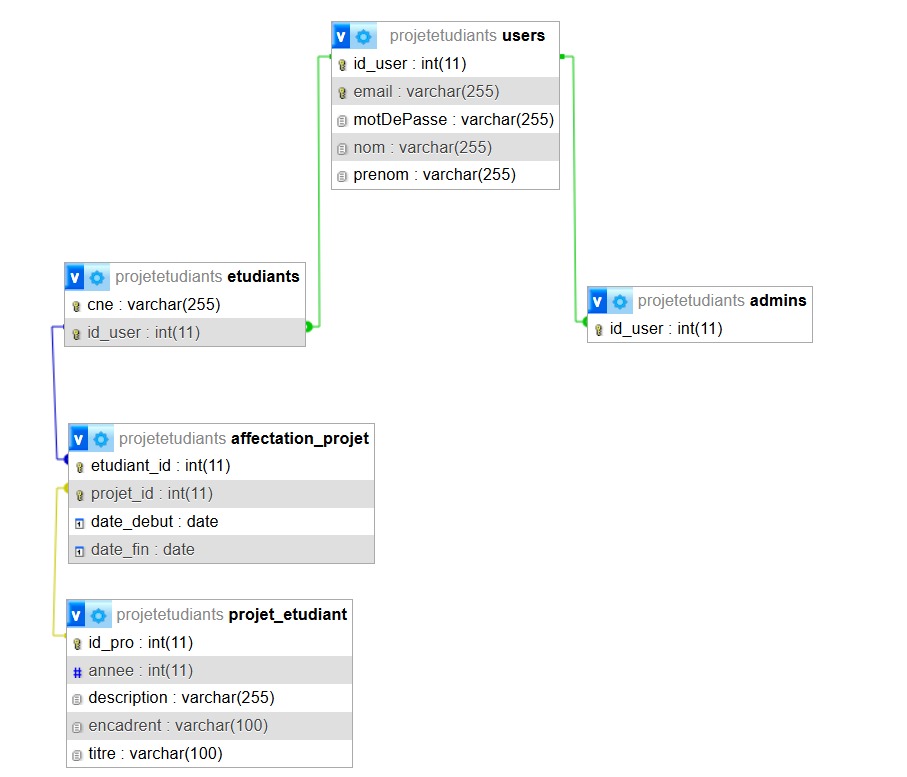 v projetetudiants users
id_user : int(11)
email : varchar(255)
motDePasse : varchar(255)
nom : varchar(255)
prenom : varchar(255)
v projetetudiants etudiants
cne : varchar(255)
id_user : int(11)
v projetetudiants admins
id_user : int(11)
v projetetudiants affectation_projet
etudiant_id : int(11)
projet_id : int(11)
date_debut : date
date_fin : date
v projetetudiants projet_etudiant
id_pro : int(11)
# annee : int(11)
description : varchar(255)
encadrent : varchar(100)
titre : varchar(100)